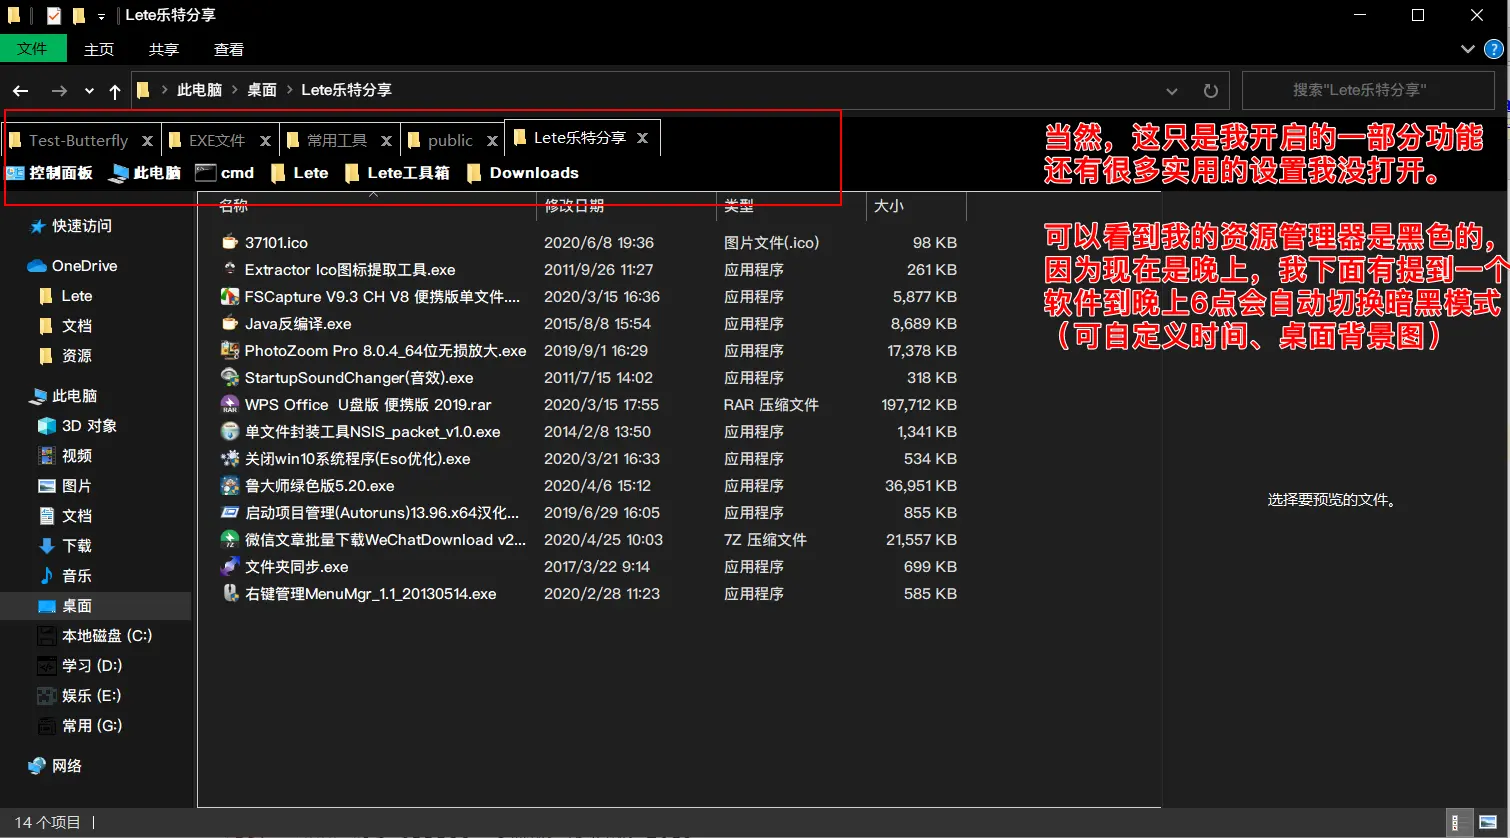 Lete乐特分享
文件 主页 共享 查看
此电脑 桌面 Lete乐特分享 搜索"Lete乐特分享"
Test-Butterfly EXE文件 常用工具 public Lete乐特分享
控制面板 此电脑 cmd Lete Lete工具箱 Downloads
当然，这只是我开启的一部分功能
还有很多实用的设置我没打开。
可以看到我的资源管理器是黑色的，
因为现在是晚上，我下面有提到一个
软件到晚上6点会自动切换暗黑模式
（可自定义时间、桌面背景图）
快速访问
OneDrive
Lete
文档
资源
此电脑
3D 对象
视频
图片
文档
下载
音乐
桌面
本地磁盘 (C:)
学习 (D:)
娱乐 (E:)
常用 (G:)
网络
名称 修改日期 类型 大小
37101.ico 2020/6/8 19:36 图片文件(.ico) 98 KB
Extractor Ico图标提取工具.exe 2011/9/26 11:27 应用程序 261 KB
FSCapture V9.3 CH V8 便携版单文件.... 2020/3/15 16:36 应用程序 5,877 KB
Java反编译.exe 2015/8/8 15:54 应用程序 8,689 KB
PhotoZoom Pro 8.0.4_64位无损放大.exe 2019/9/1 16:29 应用程序 17,378 KB
StartupSoundChanger(音效).exe 2011/7/15 14:02 应用程序 318 KB
WPS Office  U盘版 便携版 2019.rar 2020/3/15 17:55 RAR 压缩文件 197,712 KB
单文件封装工具NSIS_packet_v1.0.exe 2014/2/8 13:50 应用程序 1,341 KB
关闭win10系统程序(Eso优化).exe 2020/3/21 16:33 应用程序 534 KB
鲁大师绿色版5.20.exe 2020/4/6 15:12 应用程序 36,951 KB
启动项目管理(Autoruns)13.96.x64汉化... 2019/6/29 16:05 应用程序 855 KB
微信文章批量下载WeChatDownload v2... 2020/4/25 10:03 7Z 压缩文件 21,557 KB
文件夹同步.exe 2017/3/22 9:14 应用程序 699 KB
右键管理MenuMgr_1.1_20130514.exe 2020/2/28 11:23 应用程序 585 KB
选择要预览的文件。
14 个项目